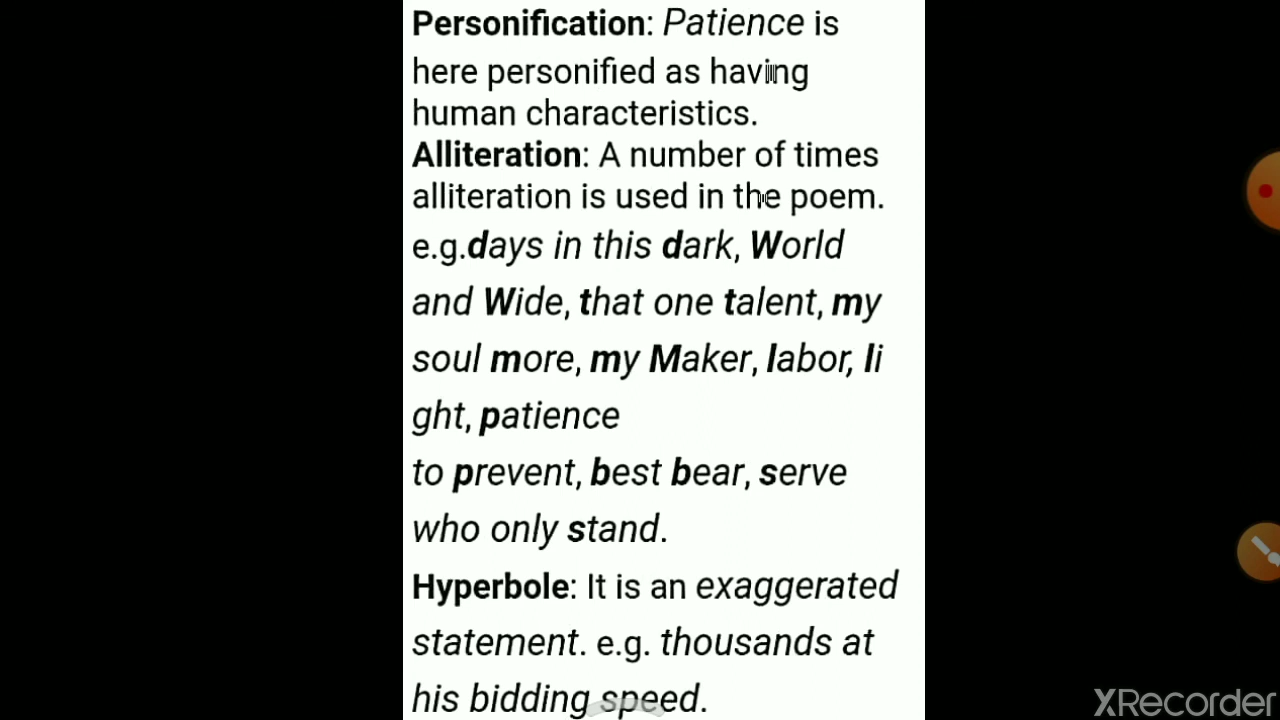 Personification: Patience is
here personified as having
human characteristics.
Alliteration: A number of times
alliteration is used in the poem.
e.g.days in this dark, World
and Wide, that one talent, my
soul more, my Maker, labor, li
ght, patience
to prevent, best bear, serve
who only stand.
Hyperbole: It is an exaggerated
statement. e.g. thousands at
his bidding speed.
XRecorder